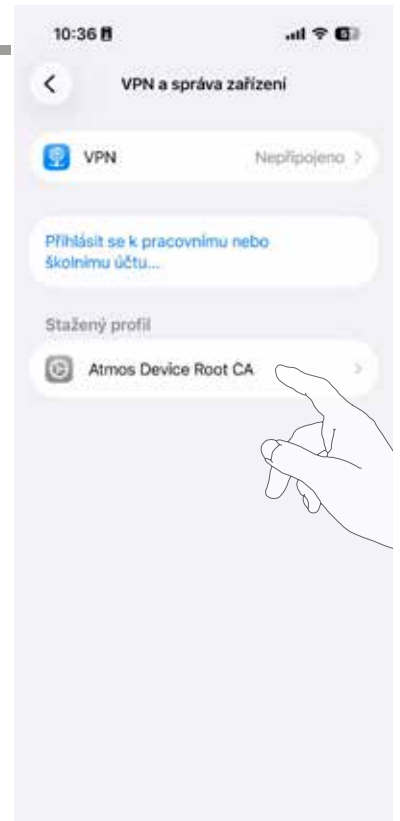 10:36
VPN a správa zařízení
VPN
Nepřipojeno
Přihlásit se k pracovnímu nebo
školnímu účtu...
Stažený profil
Atmos Device Root CA